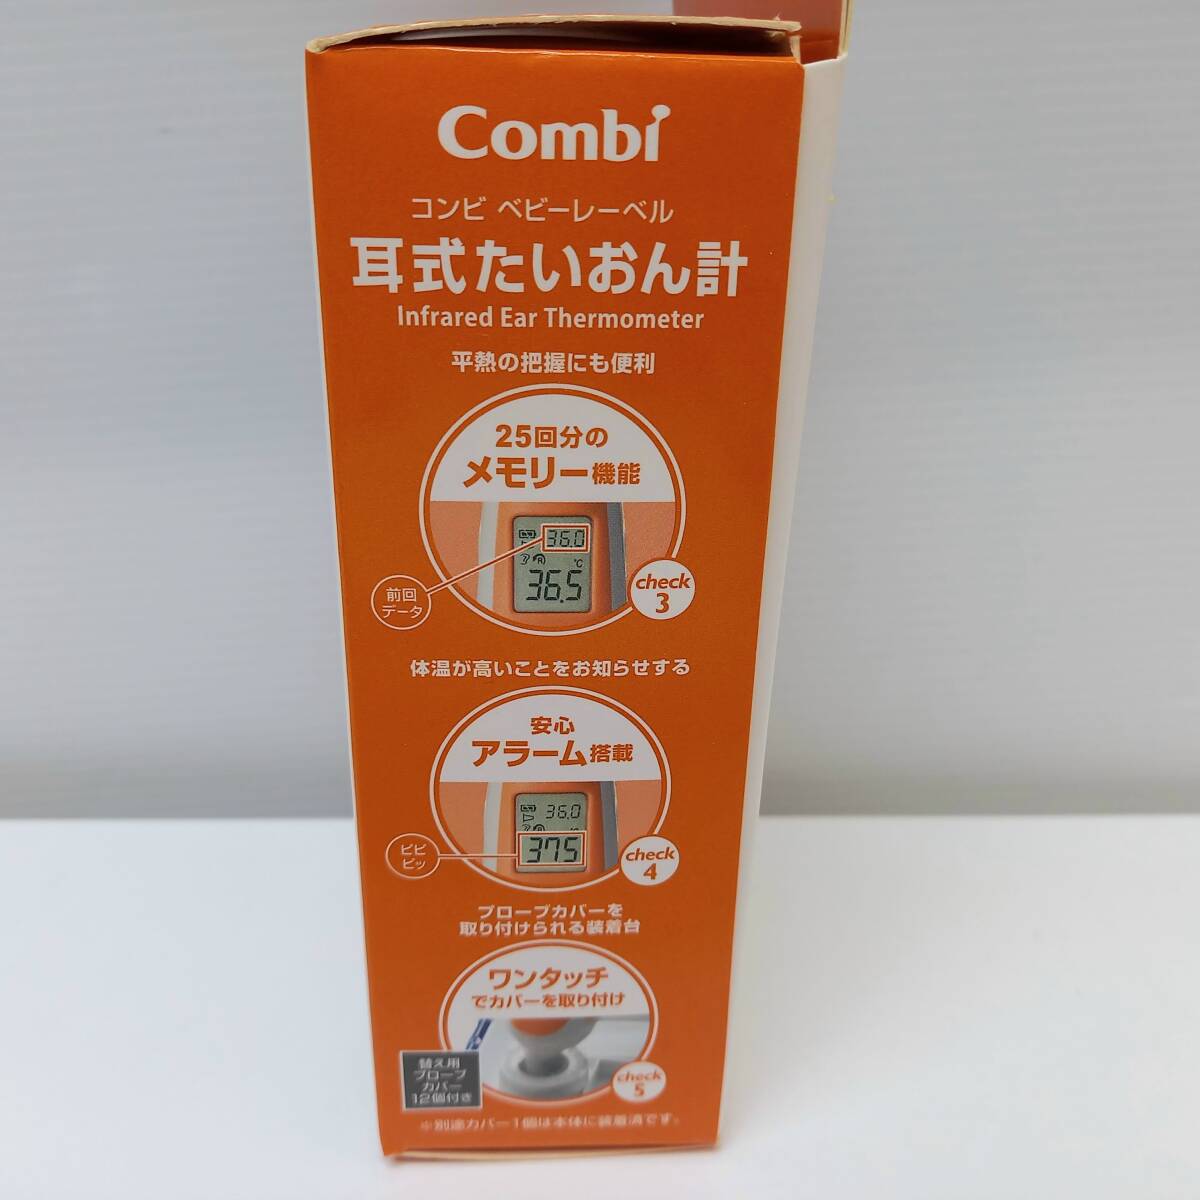 Combi
コンビ ベビーレーベル
耳式たいおん計
Infrared Ear Thermometer
平熱の把握にも便利
25回分の
メモリー機能
36.0
℃
36.5
前回
データ
check
3
体温が高いことをお知らせする
安心
アラーム搭載
36.0
37.5
ピピ
ピッ
check
4
プローブカバーを
取り付けられる装着台
ワンタッチ
でカバーを取り付け
替え用
プローブ
カバー
12個付き
check
5
※別途カバー1個は本体に装着済です。